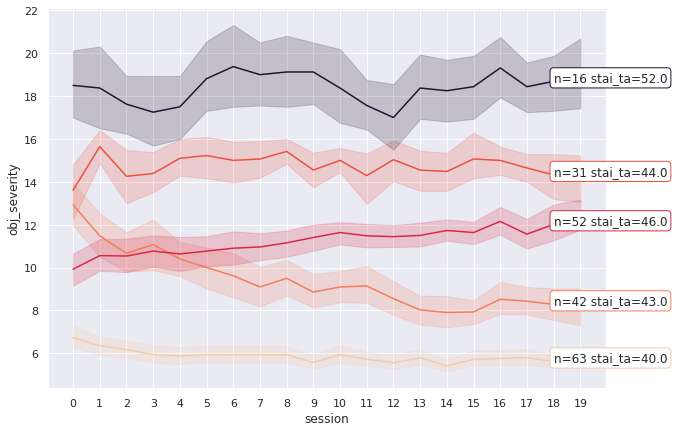 22
20
18
n=16 stai_ta=52.0
16
14
n=31 stai_ta=44.0
obj_severity
12
n=52 stai_ta=46.0
10
8
n=42 stai_ta=43.0
6
n=63 stai_ta=40.0
0 1 2 3 4 5 6 7 8 9 10 11 12 13 14 15 16 17 18 19
session